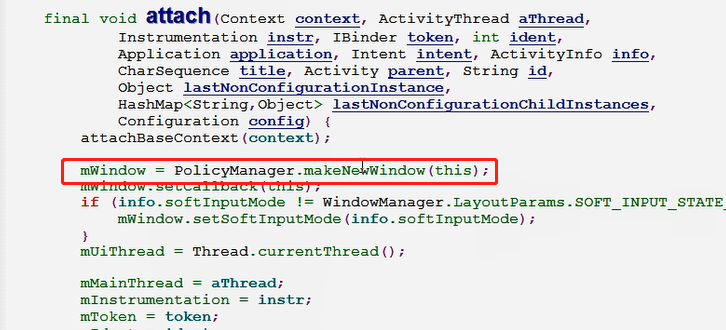 final void attach(Context context, ActivityThread aThread,
Instrumentation instr, IBinder token, int ident,
Application application, Intent intent, ActivityInfo info,
CharSequence title, Activity parent, String id,
Object lastNonConfigurationInstance,
HashMap<String,Object> lastNonConfigurationChildInstances,
Configuration config) {
attachBaseContext(context);
mWindow = PolicyManager.makeNewWindow(this);
mWindow.setCallback(this);
if (info.softInputMode != WindowManager.LayoutParams.SOFT_INPUT_STATE_
mWindow.setSoftInputMode(info.softInputMode);
}
mUiThread = Thread.currentThread();
mMainThread = aThread;
mInstrumentation = instr;
mToken = token;